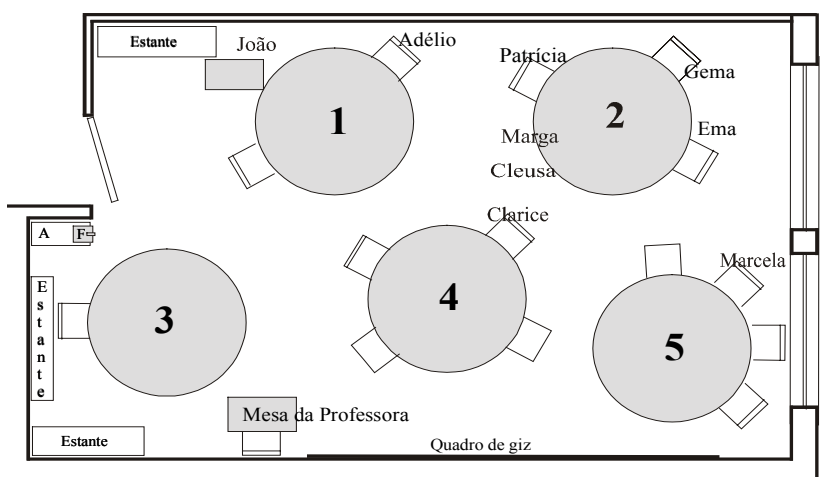 Estante
João
Adélio
Patrícia
Gema
1
2
Marga
Ema
Cleusa
Clarice
A
F
Marcela
Estante
3
4
5
Mesa da Professora
Estante
Quadro de giz